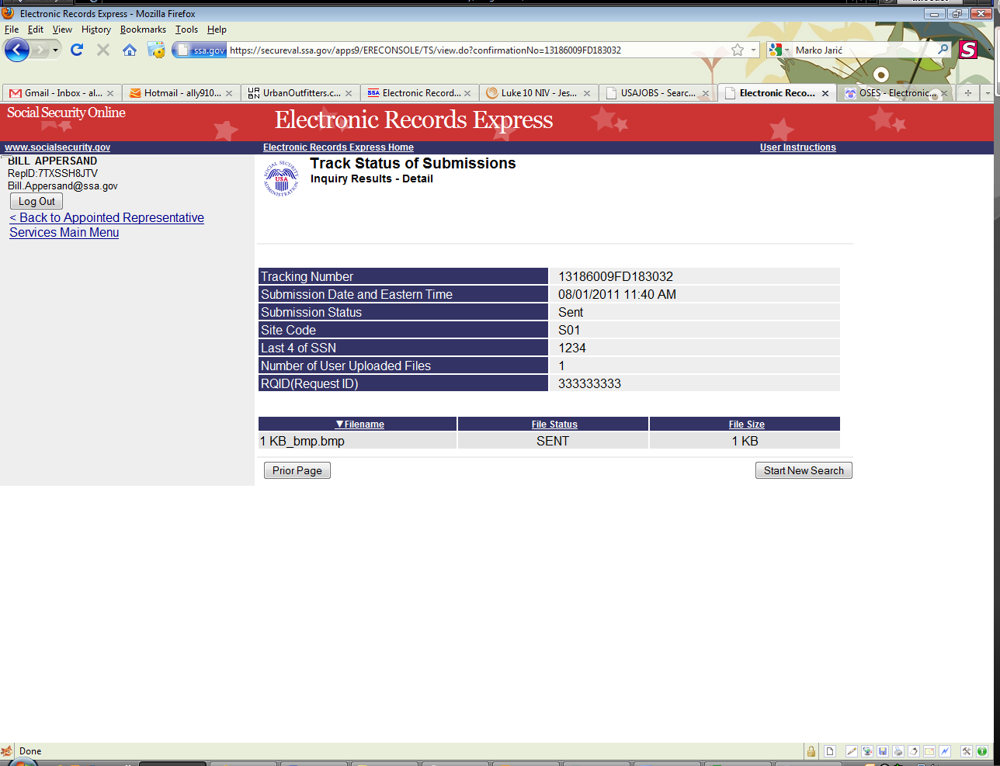 Electronic Records Express - Mozilla Firefox
File Edit View History Bookmarks Tools Help
ssa.gov https://secureval.ssa.gov/apps9/ERECONSOLE/TS/view.do?confirmationNo=13186009FD183032 Marko Jarić
Gmail - Inbox - al... Hotmail - ally910... UR BN UrbanOutfitters.c... SSA Electronic Record... Luke 10 NIV - Jes... USAJOBS - Searc... Electronic Reco... OSES - Electronic...
Social Security Online
Electronic Records Express
www.socialsecurity.gov Electronic Records Express Home User Instructions
BILL APPERSAND
RepID:7TXSSH8JTV
Bill.Appersand@ssa.gov
Log Out
< Back to Appointed Representative
Services Main Menu
SOCIAL SECURITY ADMINISTRATION
USA
Track Status of Submissions
Inquiry Results - Detail
Tracking Number 13186009FD183032
Submission Date and Eastern Time 08/01/2011 11:40 AM
Submission Status Sent
Site Code S01
Last 4 of SSN 1234
Number of User Uploaded Files 1
RQID(Request ID) 333333333
▼Filename File Status File Size
1 KB_bmp.bmp SENT 1 KB
Prior Page Start New Search
Done